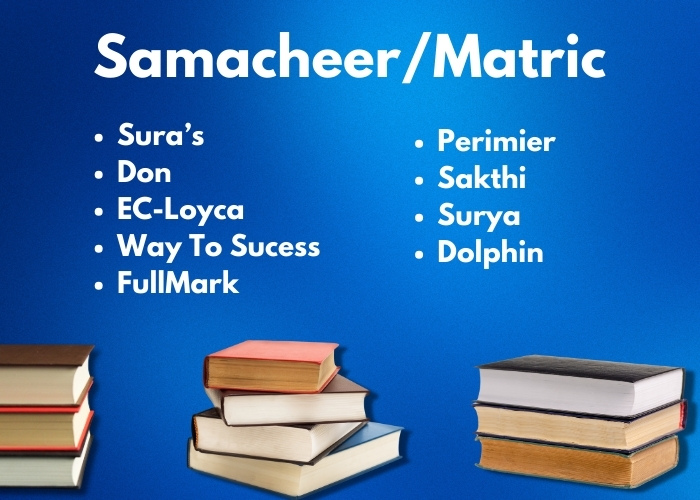 Samacheer/Matric
• Sura’s
• Don
• EC-Loyca
• Way To Sucess
• FullMark
• Perimier
• Sakthi
• Surya
• Dolphin